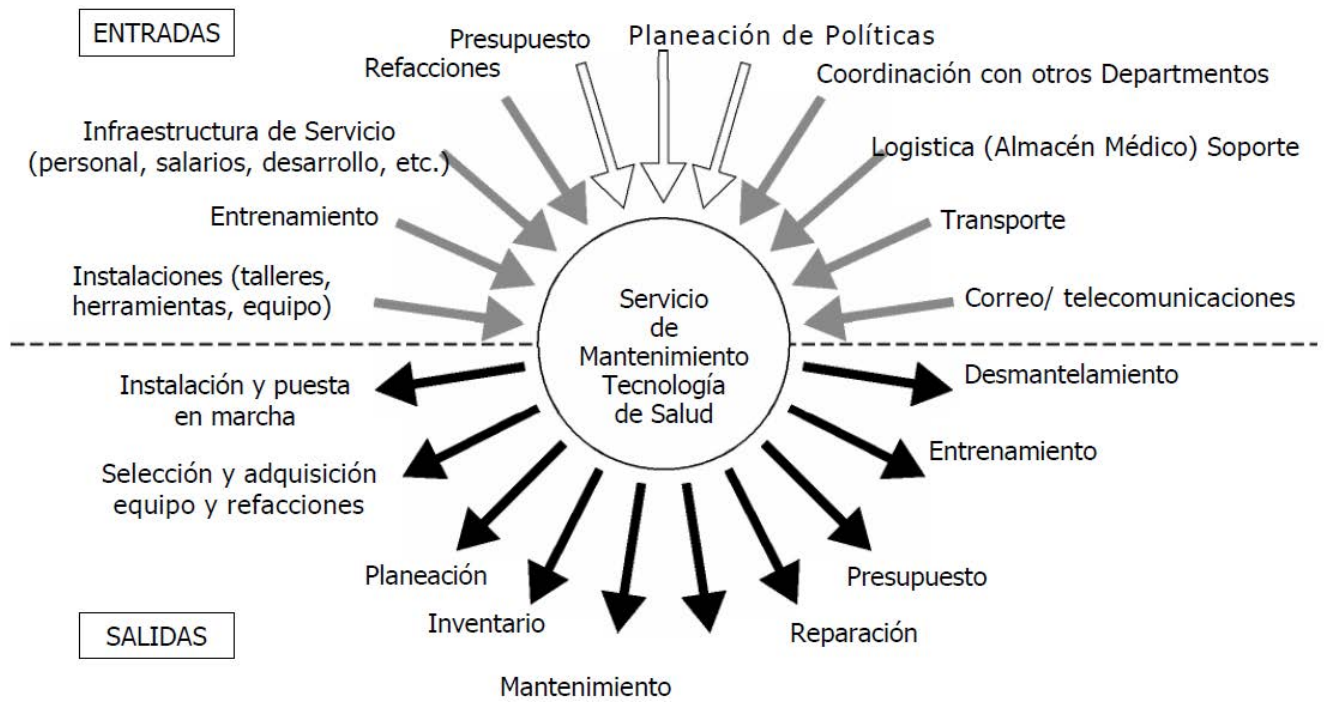 ENTRADAS
Presupuesto
Planeación de Políticas
Refacciones
Coordinación con otros Departmentos
Infraestructura de Servicio
(personal, salarios, desarrollo, etc.)
Logistica (Almacén Médico) Soporte
Entrenamiento
Transporte
Instalaciones (talleres,
herramientas, equipo)
Correo/ telecomunicaciones
Servicio
de
Mantenimiento
Tecnología
de Salud
Instalación y puesta
en marcha
Desmantelamiento
Selección y adquisición
equipo y refacciones
Entrenamiento
Planeación
Presupuesto
Inventario
Reparación
SALIDAS
Mantenimiento